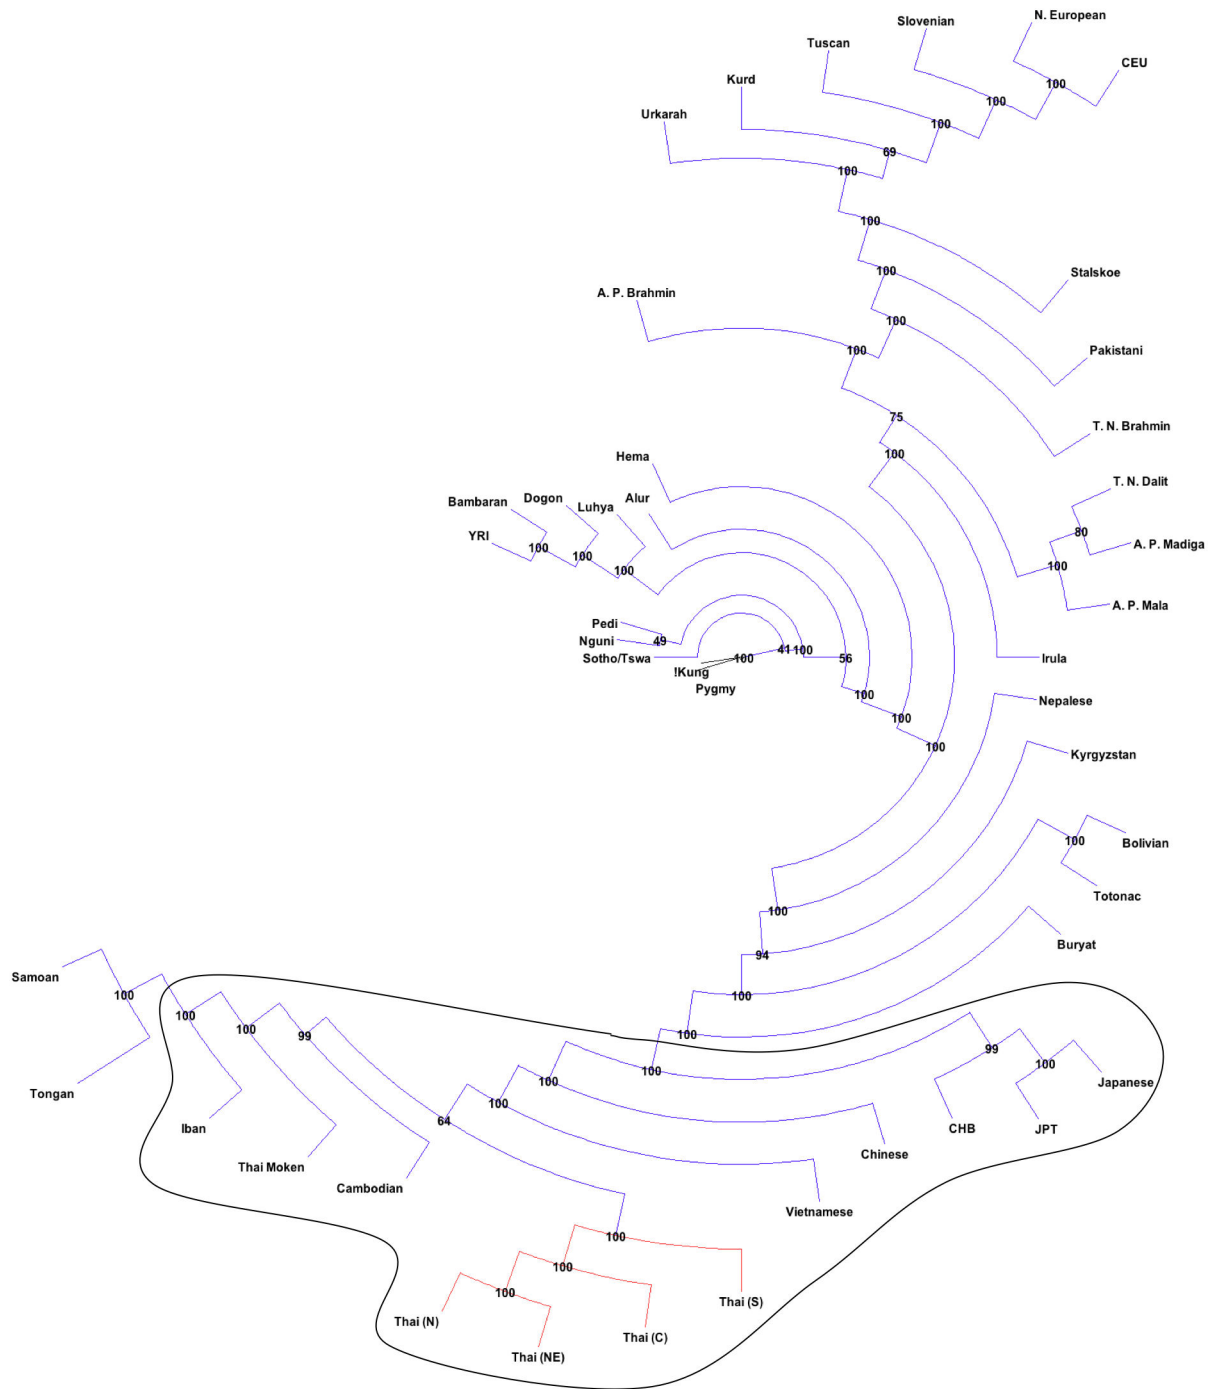 N. European
Slovenian
Tuscan
CEU
100
Kurd
100
Urkarah
100
69
100
100
Stalskoe
100
A. P. Brahmin
100
Pakistani
100
75
T. N. Brahmin
Hema
100
T. N. Dalit
Bambaran
Dogon
Luhya
Alur
80
YRI
100
100
A. P. Madiga
100
100
A. P. Mala
Pedi
Nguni
49
Sotho/Tswa
41
100
56
Irula
100
!Kung
Pygmy
100
Nepalese
100
100
Kyrgyzstan
100
Bolivian
Totonac
100
Buryat
94
Samoan
100
100
100
100
100
99
99
100
100
100
Japanese
Tongan
100
Iban
64
CHB
JPT
Thai Moken
Chinese
Cambodian
Vietnamese
100
100
100
Thai (S)
Thai (N)
Thai (C)
Thai (NE)